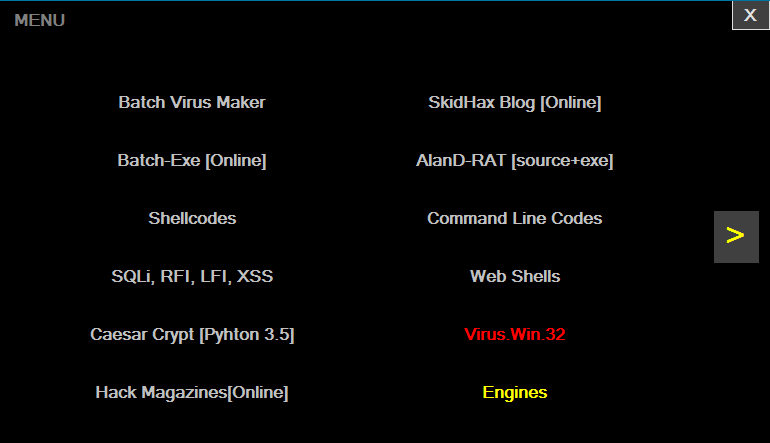 MENU
X
Batch Virus Maker
SkidHax Blog [Online]
Batch-Exe [Online]
AlanD-RAT [source+exe]
Shellcodes
Command Line Codes
>
SQLi, RFI, LFI, XSS
Web Shells
Caesar Crypt [Pyhton 3.5]
Virus.Win.32
Hack Magazines[Online]
Engines